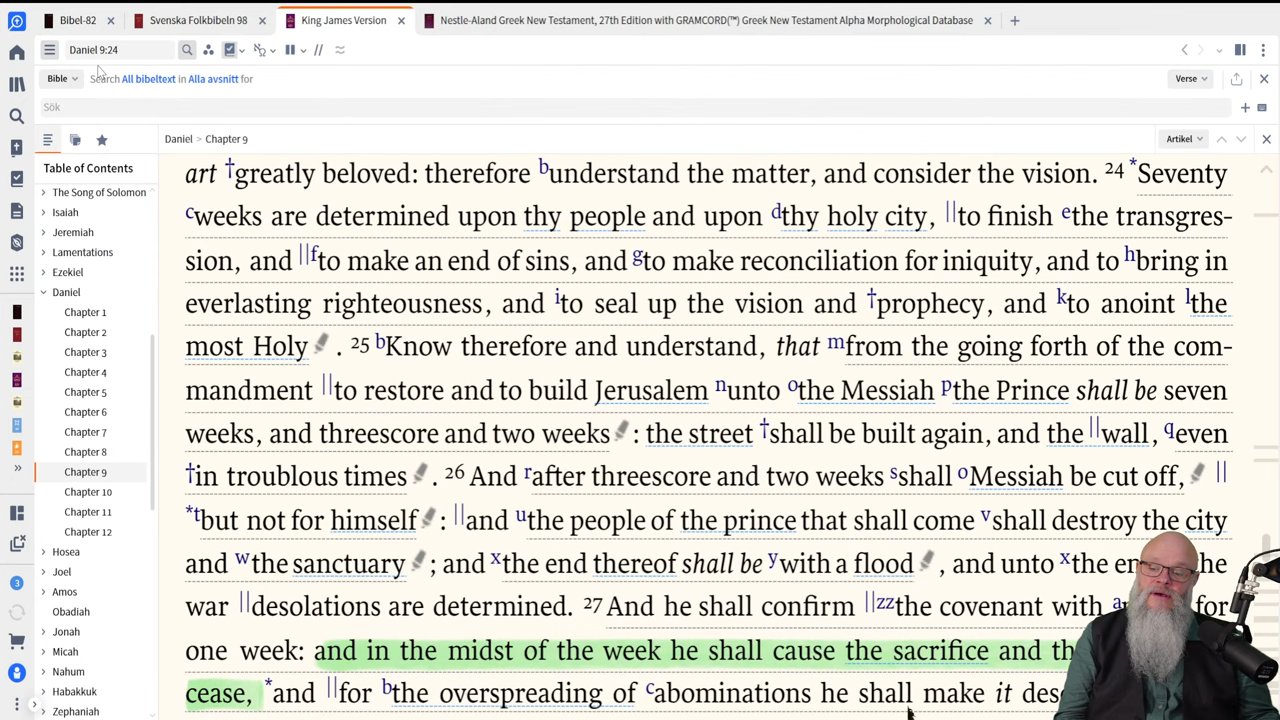 Bibel-82
Svenska Folkbibeln 98
King James Version
Nestle-Aland Greek New Testament, 27th Edition with GRAMCORD(™) Greek New Testament Alpha Morphological Database
Daniel 9:24
Bible
Search All bibeltext in Alla avsnitt for
Verse
Sök
Daniel > Chapter 9
Artikel
Table of Contents
The Song of Solomon
Isaiah
Jeremiah
Lamentations
Ezekiel
Daniel
Chapter 1
Chapter 2
Chapter 3
Chapter 4
Chapter 5
Chapter 6
Chapter 7
Chapter 8
Chapter 9
Chapter 10
Chapter 11
Chapter 12
Hosea
Joel
Amos
Obadiah
Jonah
Micah
Nahum
Habakkuk
Zephaniah
3
art †greatly beloved: therefore bunderstand the matter, and consider the vision. 24 *Seventy
cweeks are determined upon thy people and upon dthy holy city, ||to finish ethe transgres-
sion, and ||fto make an end of sins, and gto make reconciliation for iniquity, and to hbring in
everlasting righteousness, and ito seal up the vision and †prophecy, and kto anoint lthe
most Holy. 25 bKnow therefore and understand, that mfrom the going forth of the com-
mandment ||to restore and to build Jerusalem nunto othe Messiah pthe Prince shall be seven
weeks, and threescore and two weeks: the street †shall be built again, and the ||wall, qeven
†in troublous times. 26 And rafter threescore and two weeks sshall oMessiah be cut off, ||
*tbut not for himself: ||and uthe people of the prince that shall come vshall destroy the city
and wthe sanctuary; and xthe end thereof shall be ywith a flood, and unto xthe en he
war ||desolations are determined. 27 And he shall confirm ||zzthe covenant with for
one week: and in the midst of the week he shall cause the sacrifice and th
cease, *and ||for bthe overspreading of cabominations he shall make it des